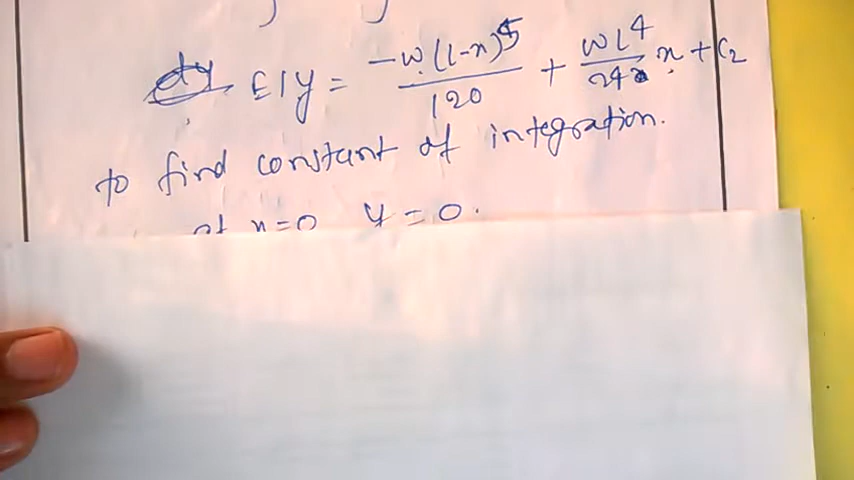 EIy = -w(l-x)^5/120 + wl^4/24 x + C2
to find constant of integration.
at x=0 y=0.